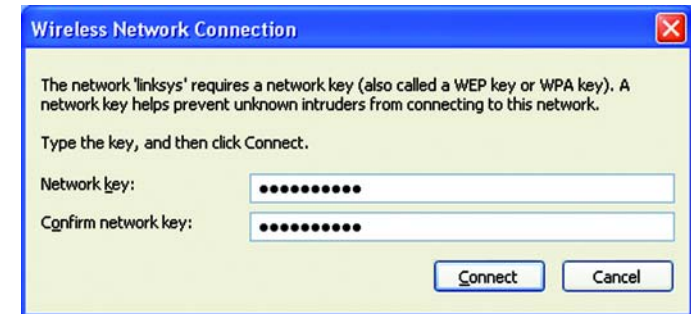 Wireless Network Connection
The network 'linksys' requires a network key (also called a WEP key or WPA key). A
network key helps prevent unknown intruders from connecting to this network.
Type the key, and then click Connect.
Network key: ••••••••••
Confirm network key: ••••••••••
Connect Cancel